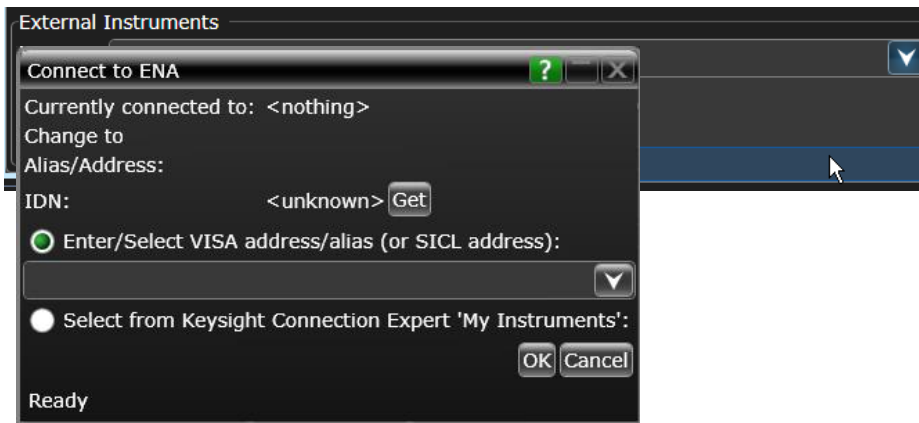 External Instruments
Connect to ENA ?
Currently connected to: <nothing>
Change to
Alias/Address:
IDN: <unknown> Get
Enter/Select VISA address/alias (or SICL address):
Select from Keysight Connection Expert 'My Instruments':
OK Cancel
Ready